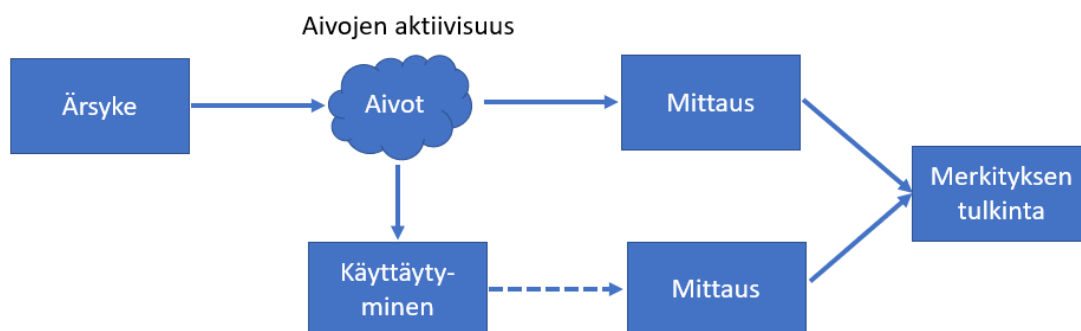 Aivojen aktiivisuus
Ärsyke
Aivot
Mittaus
Merkityksen
tulkinta
Käyttäyty-
minen
Mittaus